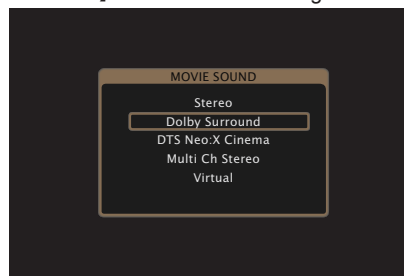 MOVIE SOUND
Stereo
Dolby Surround
DTS Neo:X Cinema
Multi Ch Stereo
Virtual